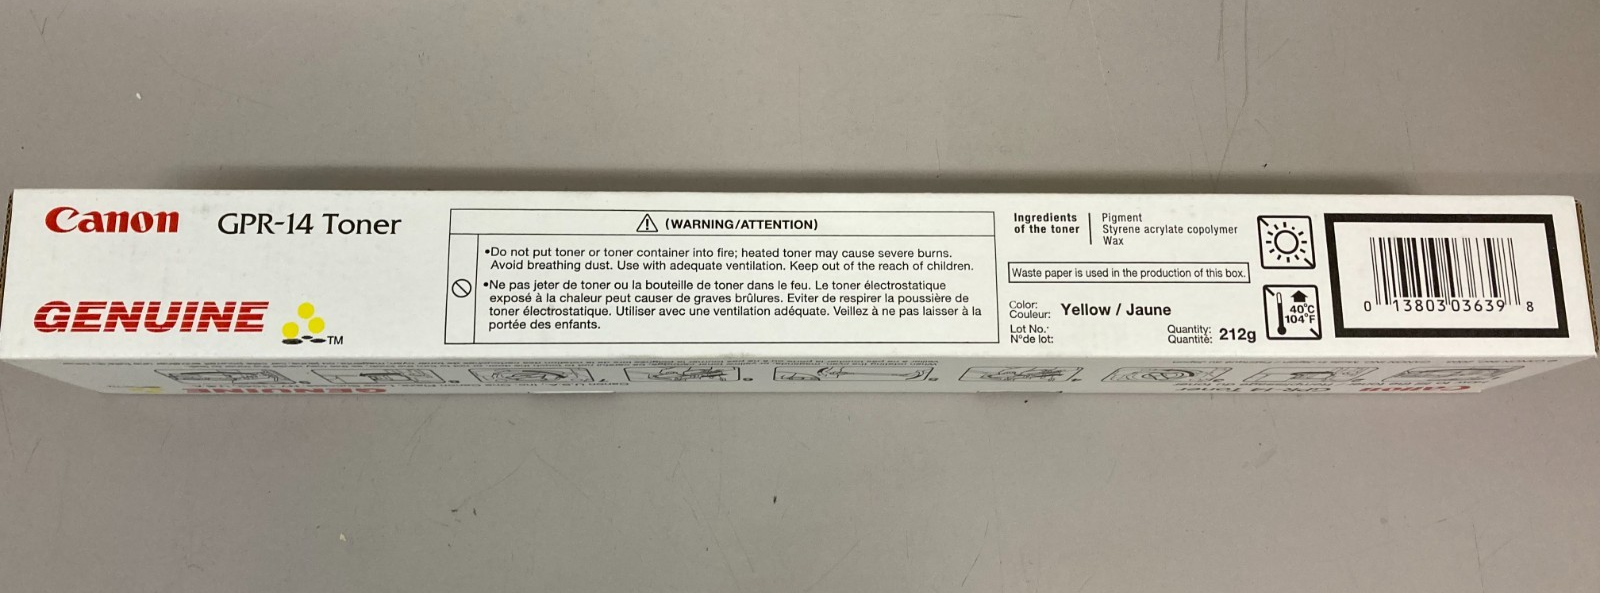 Canon GPR-14 Toner
GENUINE
TM
(WARNING/ATTENTION)
•Do not put toner or toner container into fire; heated toner may cause severe burns.
Avoid breathing dust. Use with adequate ventilation. Keep out of the reach of children.
•Ne pas jeter de toner ou la bouteille de toner dans le feu. Le toner électrostatique
exposé à la chaleur peut causer de graves brûlures. Eviter de respirer la poussière de
toner électrostatique. Utiliser avec une ventilation adéquate. Veillez à ne pas laisser à la
portée des enfants.
Ingredients
of the toner
Pigment
Styrene acrylate copolymer
Wax
Waste paper is used in the production of this box.
Color:
Couleur:
Yellow / Jaune
Lot No.:
N°de lot:
Quantity:
Quantité:
212g
40°C
104°F
0 13803 03639 8
GENUINE
GPR-14 Toner
Canon